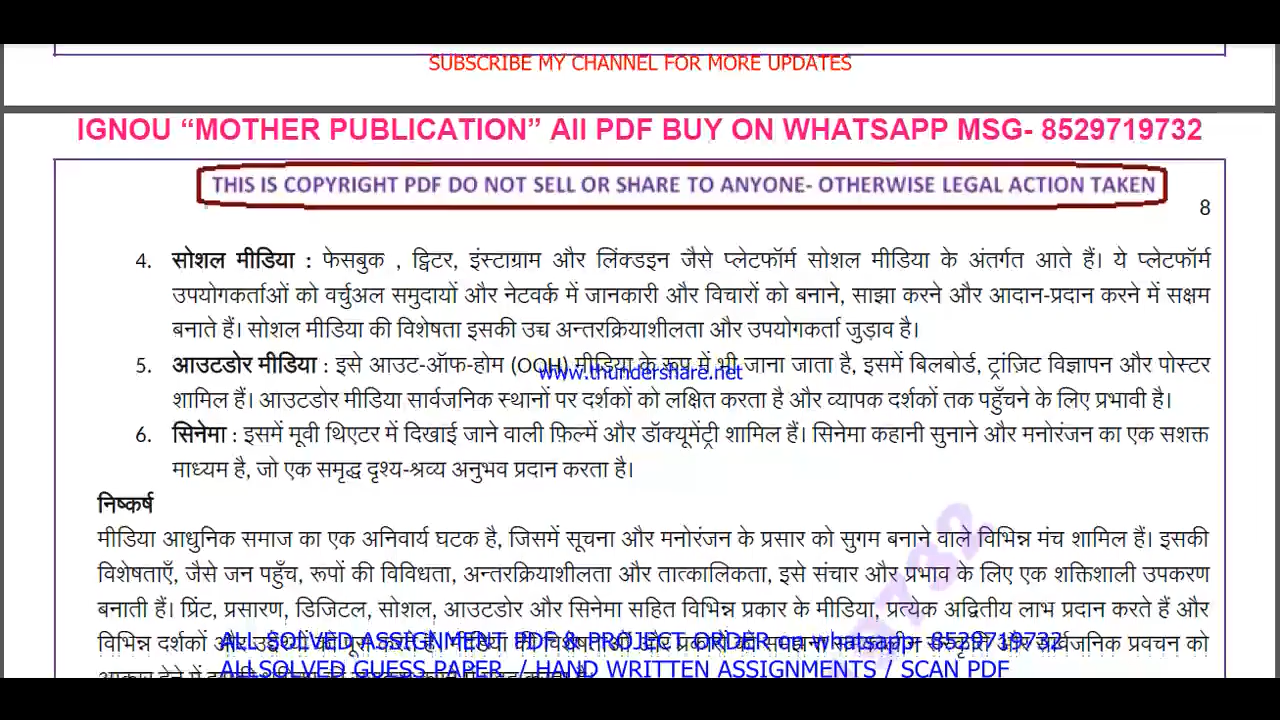 SUBSCRIBE MY CHANNEL FOR MORE UPDATES
IGNOU “MOTHER PUBLICATION” All PDF BUY ON WHATSAPP MSG- 8529719732
THIS IS COPYRIGHT PDF DO NOT SELL OR SHARE TO ANYONE- OTHERWISE LEGAL ACTION TAKEN
8
4. सोशल मीडिया : फेसबुक , ट्विटर, इंस्टाग्राम और लिंक्डइन जैसे प्लेटफॉर्म सोशल मीडिया के अंतर्गत आते हैं। ये प्लेटफॉर्म
उपयोगकर्ताओं को वर्चुअल समुदायों और नेटवर्क में जानकारी और विचारों को बनाने, साझा करने और आदान-प्रदान करने में सक्षम
बनाते हैं। सोशल मीडिया की विशेषता इसकी उच्च अन्तरक्रियाशीलता और उपयोगकर्ता जुड़ाव है।
5. आउटडोर मीडिया : इसे आउट-ऑफ-होम (OOH) मीडिया के रूप में भी जाना जाता है, इसमें बिलबोर्ड, ट्रांज़िट विज्ञापन और पोस्टर
www.thundershare.net
शामिल हैं। आउटडोर मीडिया सार्वजनिक स्थानों पर दर्शकों को लक्षित करता है और व्यापक दर्शकों तक पहुँचने के लिए प्रभावी है।
6. सिनेमा : इसमें मूवी थिएटर में दिखाई जाने वाली फ़िल्में और डॉक्यूमेंट्री शामिल हैं। सिनेमा कहानी सुनाने और मनोरंजन का एक सशक्त
माध्यम है, जो एक समृद्ध दृश्य-श्रव्य अनुभव प्रदान करता है।
निष्कर्ष
मीडिया आधुनिक समाज का एक अनिवार्य घटक है, जिसमें सूचना और मनोरंजन के प्रसार को सुगम बनाने वाले विभिन्न मंच शामिल हैं। इसकी
विशेषताएँ, जैसे जन पहुँच, रूपों की विविधता, अन्तरक्रियाशीलता और तात्कालिकता, इसे संचार और प्रभाव के लिए एक शक्तिशाली उपकरण
बनाती हैं। प्रिंट, प्रसारण, डिजिटल, सोशल, आउटडोर और सिनेमा सहित विभिन्न प्रकार के मीडिया, प्रत्येक अद्वितीय लाभ प्रदान करते हैं और
विभिन्न दर्शकों और और सार्वजनिक प्रवचन को
ALL SOLVED ASSIGNMENT PDF & PROJECT ORDER on whatsapp- 8529719732
ALL SOLVED GUESS PAPER / HAND WRITTEN ASSIGNMENTS / SCAN PDF